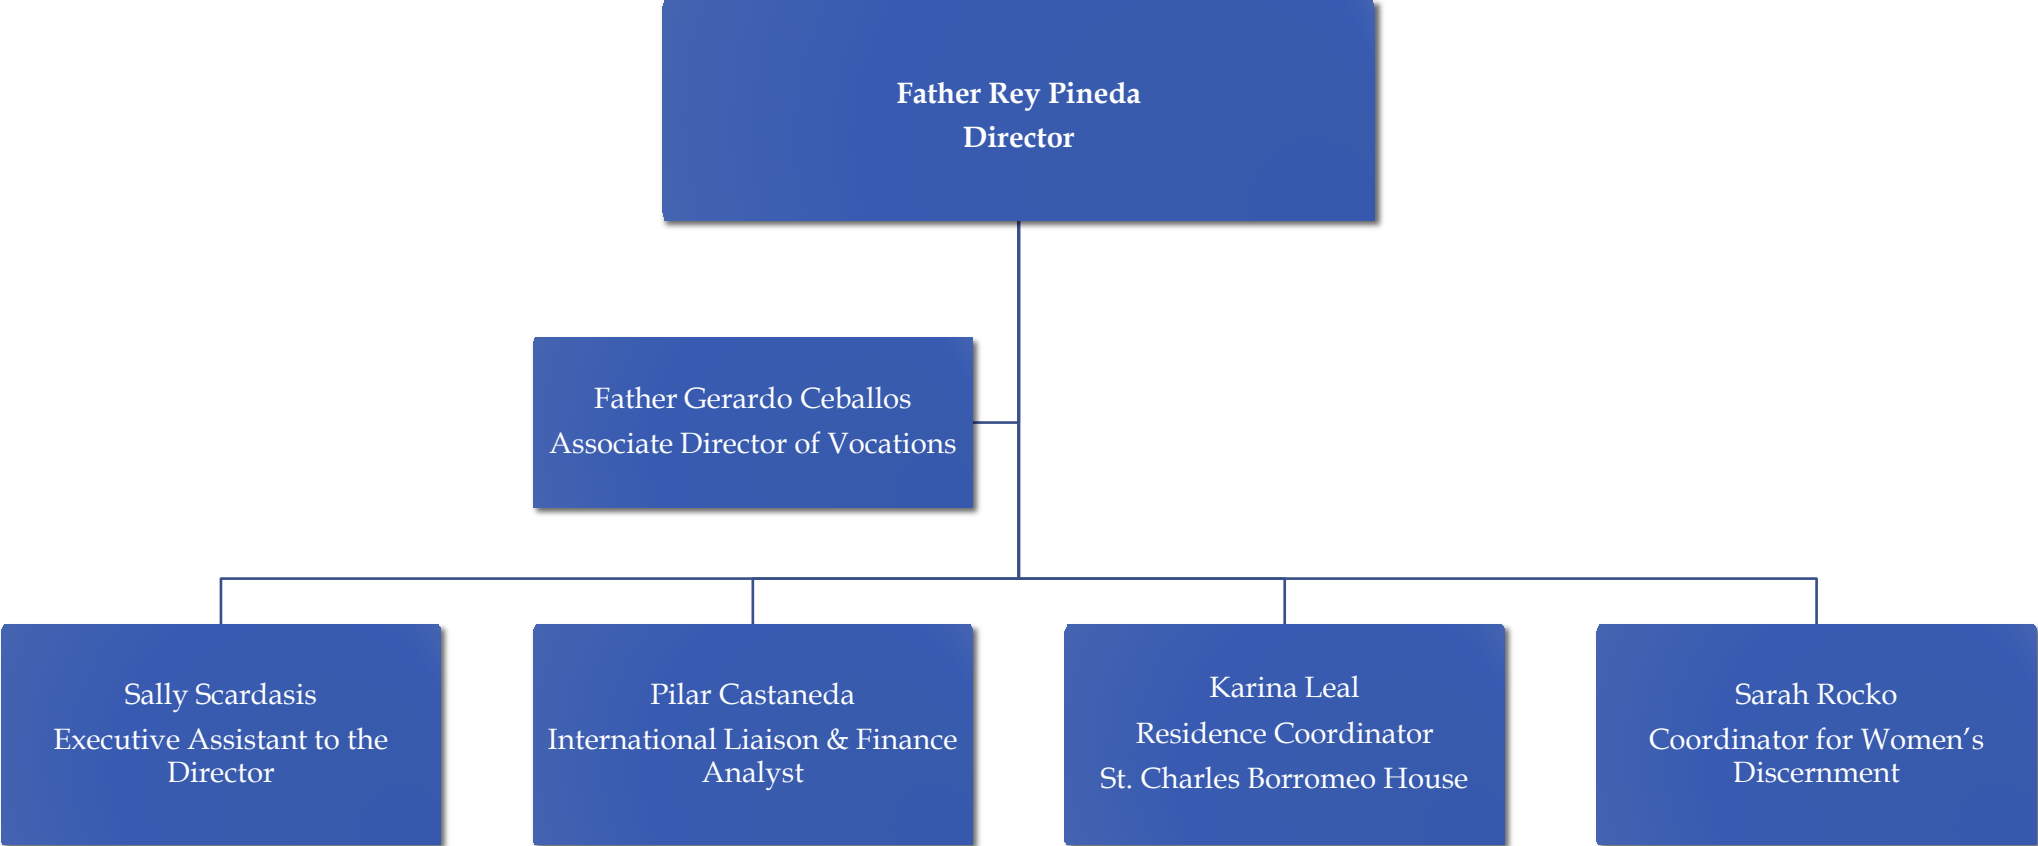 Father Rey Pineda
Director
Father Gerardo Ceballos
Associate Director of Vocations
Sally Scardasis
Executive Assistant to the
Director
Pilar Castaneda
International Liaison & Finance
Analyst
Karina Leal
Residence Coordinator
St. Charles Borromeo House
Sarah Rocko
Coordinator for Women’s
Discernment